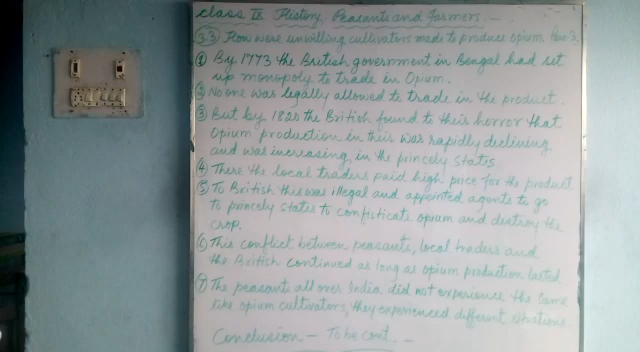 Class IX History, Peasants and Farmers. -
3.3 How were unwilling cultivators made to produce opium
① By 1773 the British government in Bengal had set
up monopoly to trade in Opium.
② No one was legally allowed to trade in the product.
③ But by 1820 the British found to their horror that
Opium production in their was rapidly declining
and was increasing, in the princely states
④ There the local traders paid high price for the product
⑤ To British this was illegal and appointed agents to go
to princely states to confisticate opium and destroy the
crop.
⑥ This conflict between peasants, local traders and
the British continued as long as opium production lasted.
⑦ The peasants all over India did not experience the same
like opium cultivators, they experienced different situations.
Conclusion - To be cont. -